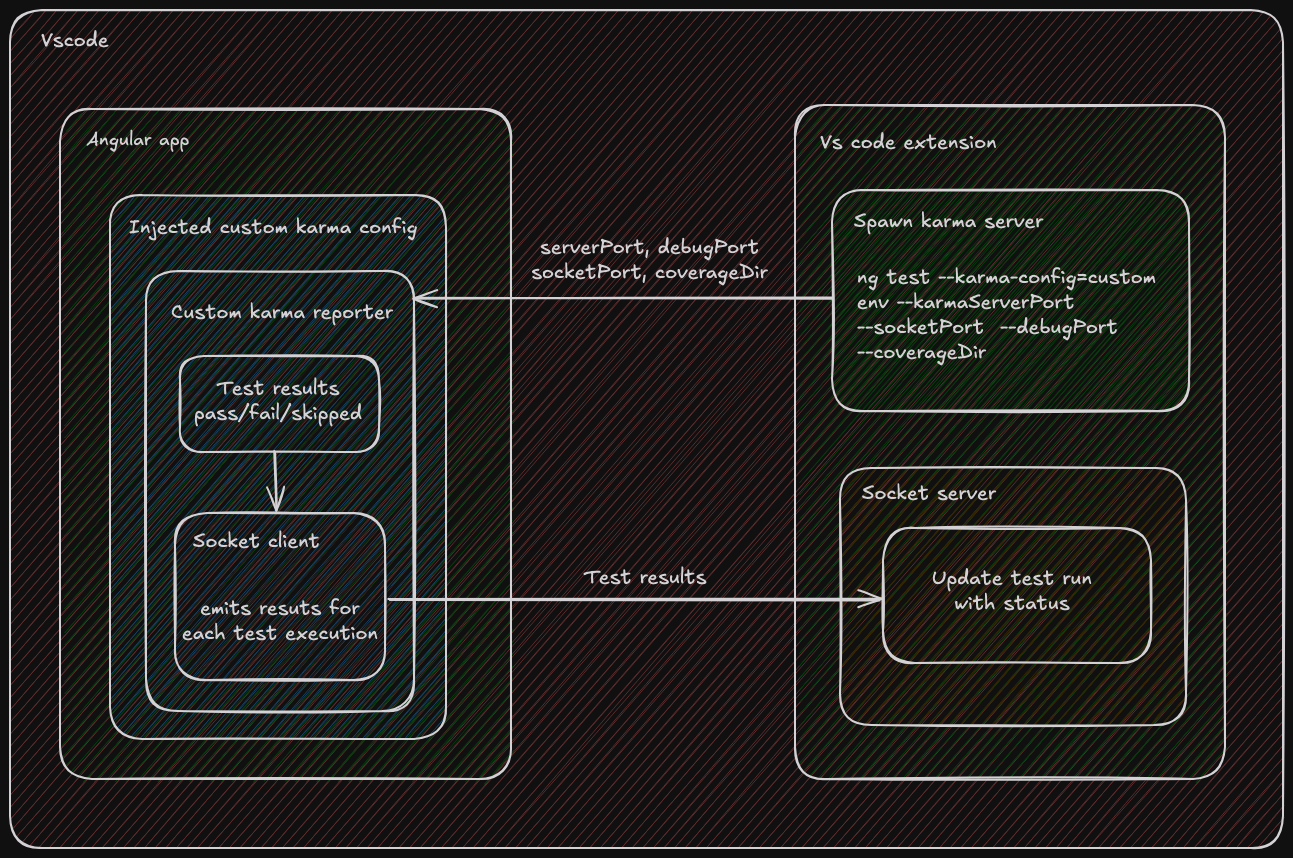 Vscode
Angular app
Injected custom karma config
Custom karma reporter
Test results
pass/fail/skipped
Socket client
emits resuts for
each test execution
serverPort, debugPort
socketPort, coverageDir
Test results
Vs code extension
Spawn karma server
ng test --karma-config=custom
env --karmaServerPort
--socketPort --debugPort
--coverageDir
Socket server
Update test run
with status